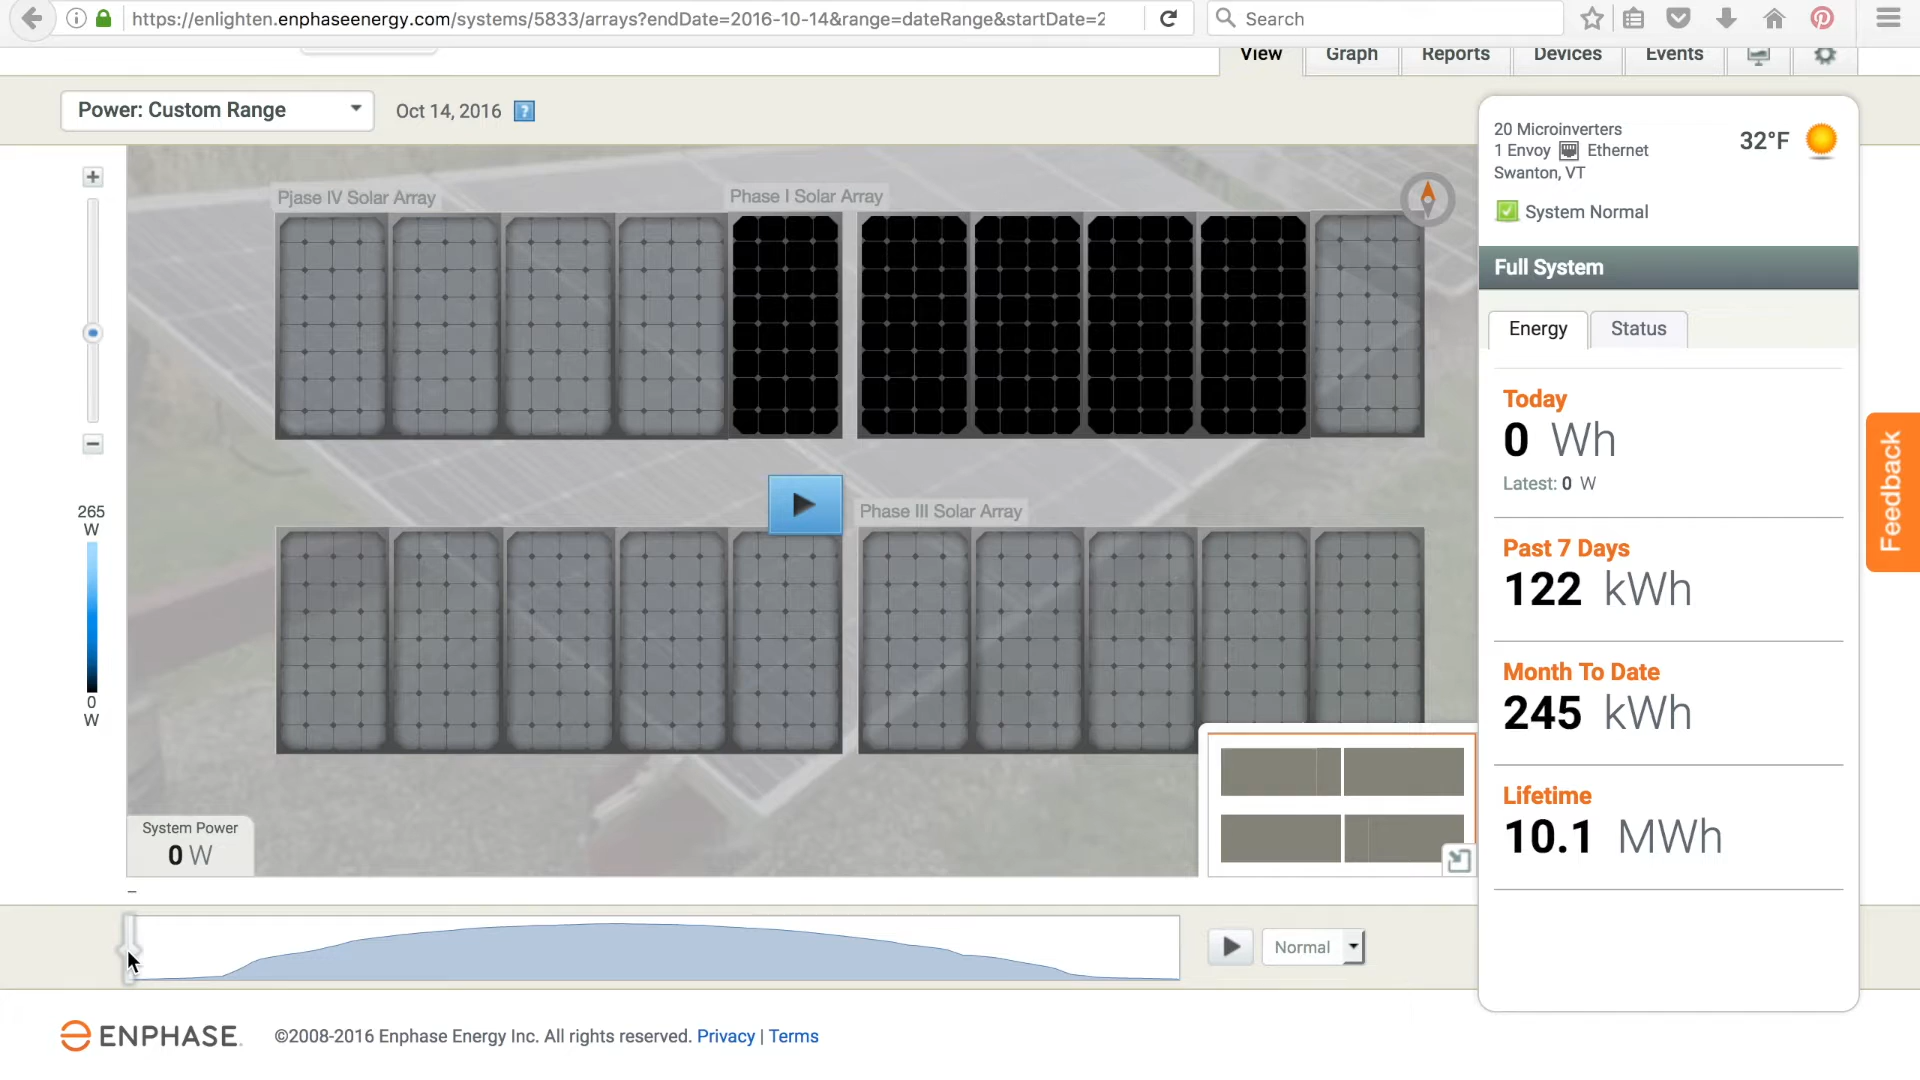 https://enlighten.enphaseenergy.com/systems/5833/arrays?endDate=2016-10-14&range=dateRange&startDate=2
Search
View
Graph
Reports
Devices
Events
Power: Custom Range
Oct 14, 2016
?
20 Microinverters
1 Envoy Ethernet
Swanton, VT
32°F
System Normal
Pjase IV Solar Array
Phase I Solar Array
Full System
Energy
Status
Today
0 Wh
Latest: 0 W
Past 7 Days
122 kWh
Month To Date
245 kWh
Lifetime
10.1 MWh
Feedback
265
W
0
W
Phase III Solar Array
System Power
0 W
Normal
ENPHASE.
©2008-2016 Enphase Energy Inc. All rights reserved. Privacy | Terms